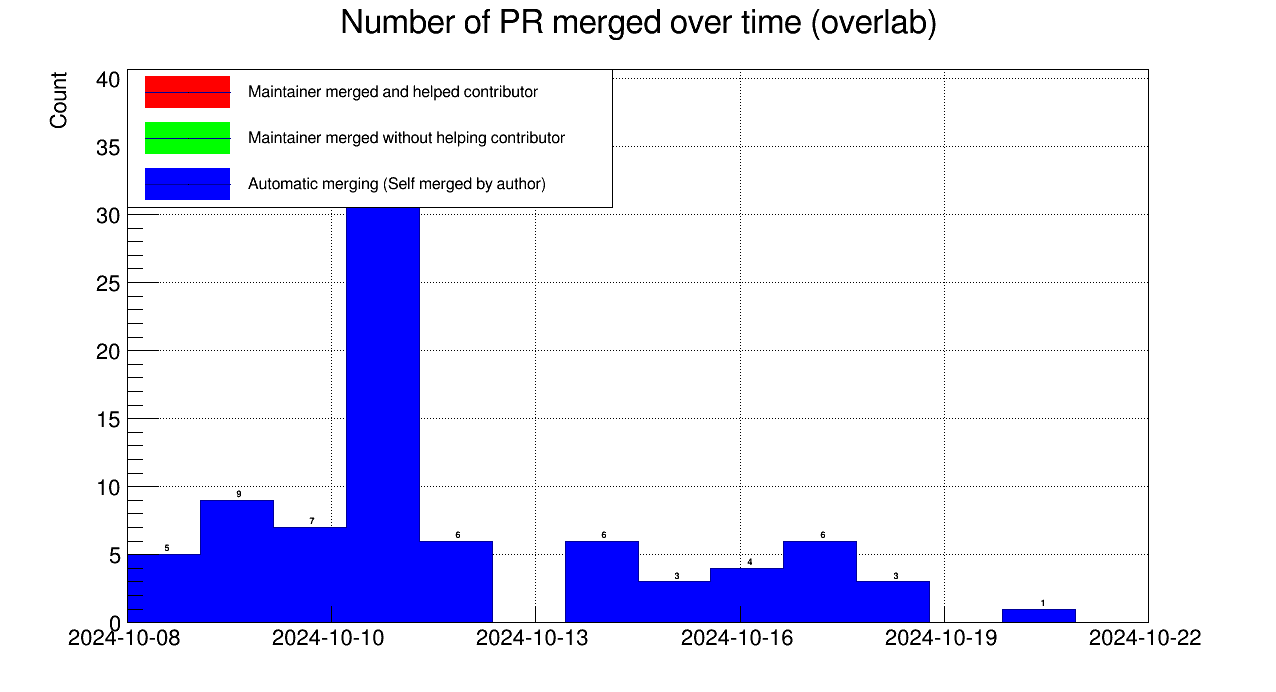 Number of PR merged over time (overlab)
Count
40
35
30
25
20
15
10
5
0
Maintainer merged and helped contributor
Maintainer merged without helping contributor
Automatic merging (Self merged by author)
5 9 7 6 6 3 4 6 3 1
2024-10-08 2024-10-10 2024-10-13 2024-10-16 2024-10-19 2024-10-22